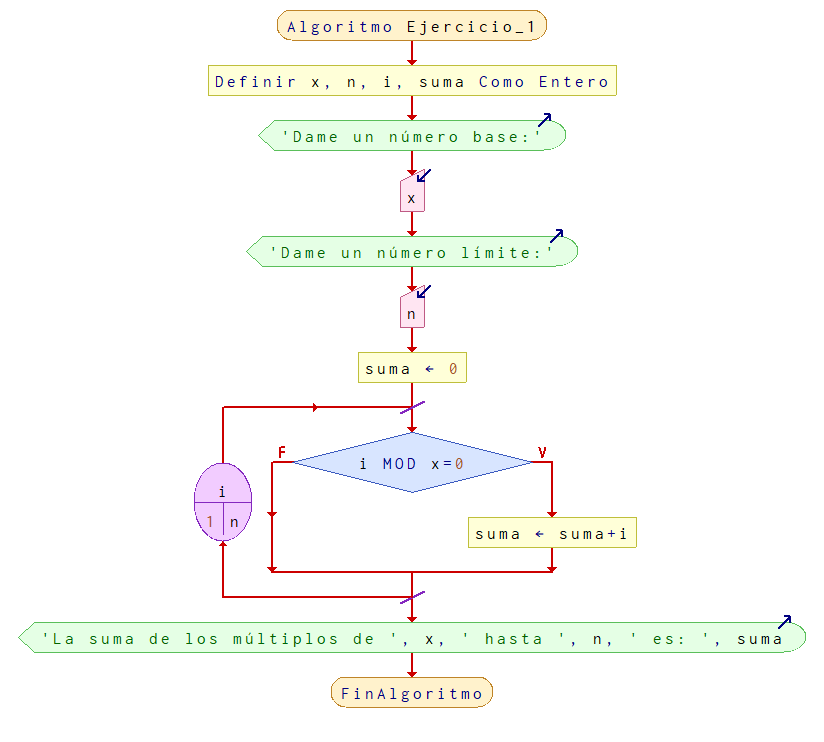 Algoritmo Ejercicio_1
Definir x, n, i, suma Como Entero
'Dame un número base:'
x
'Dame un número límite:'
n
suma ← 0
F
V
i MOD x=0
i
1 n
suma ← suma+i
'La suma de los múltiplos de ', x, ' hasta ', n, ' es: ', suma
FinAlgoritmo